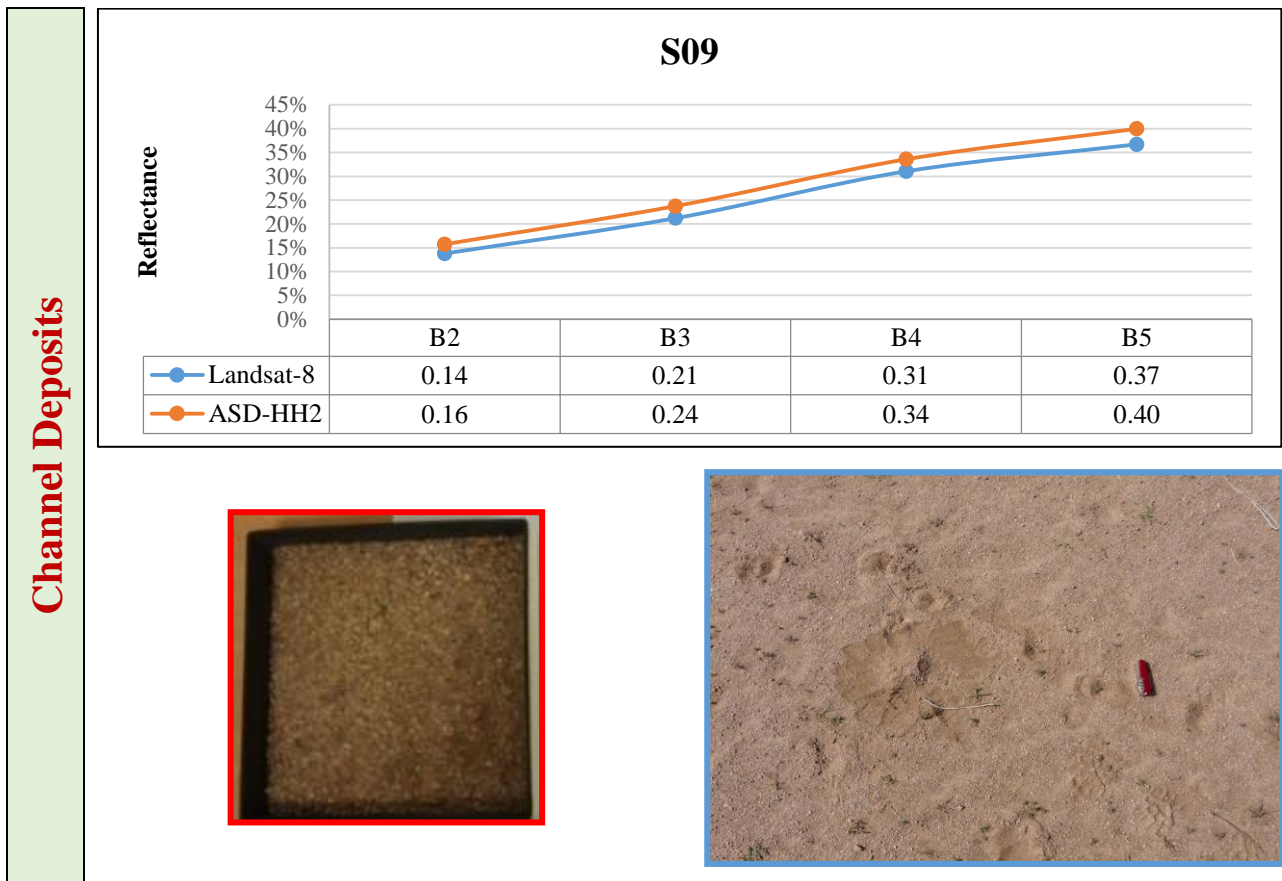 Channel Deposits
S09
Reflectance
45%
40%
35%
30%
25%
20%
15%
10%
5%
0%
B2 B3 B4 B5
Landsat-8 0.14 0.21 0.31 0.37
ASD-HH2 0.16 0.24 0.34 0.40